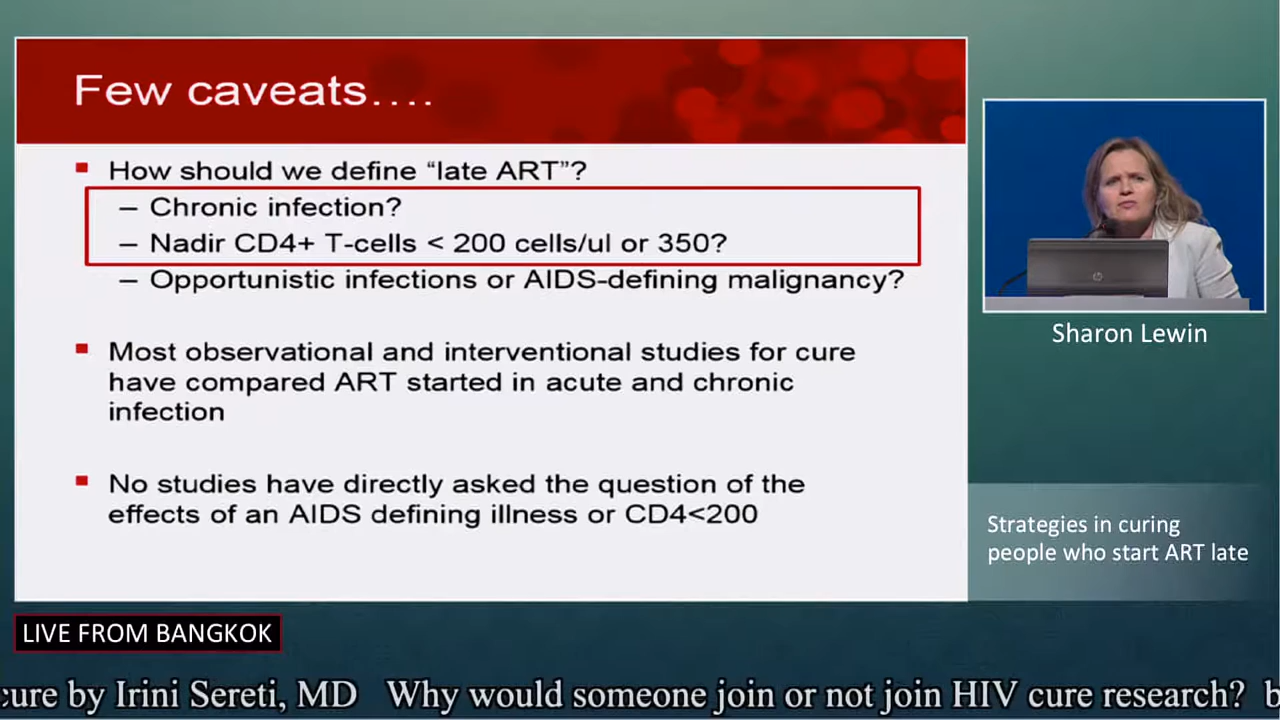 Few caveats....
▪ How should we define “late ART”?
– Chronic infection?
– Nadir CD4+ T-cells < 200 cells/ul or 350?
– Opportunistic infections or AIDS-defining malignancy?
▪ Most observational and interventional studies for cure
have compared ART started in acute and chronic
infection
▪ No studies have directly asked the question of the
effects of an AIDS defining illness or CD4<200
Sharon Lewin
Strategies in curing
people who start ART late
LIVE FROM BANGKOK
cure by Irini Sereti, MD Why would someone join or not join HIV cure research? b